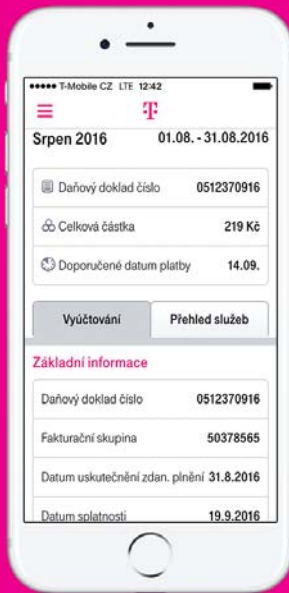 T-Mobile CZ LTE 12:42
T
Srpen 2016 01.08. - 31.08.2016
Daňový doklad číslo 0512370916
Celková částka 219 Kč
Doporučené datum platby 14.09.
Vyúčtování Přehled služeb
Základní informace
Daňový doklad číslo 0512370916
Fakturační skupina 50378565
Datum uskutečnění zdan. plnění 31.8.2016
Datum splatnosti 19.9.2016